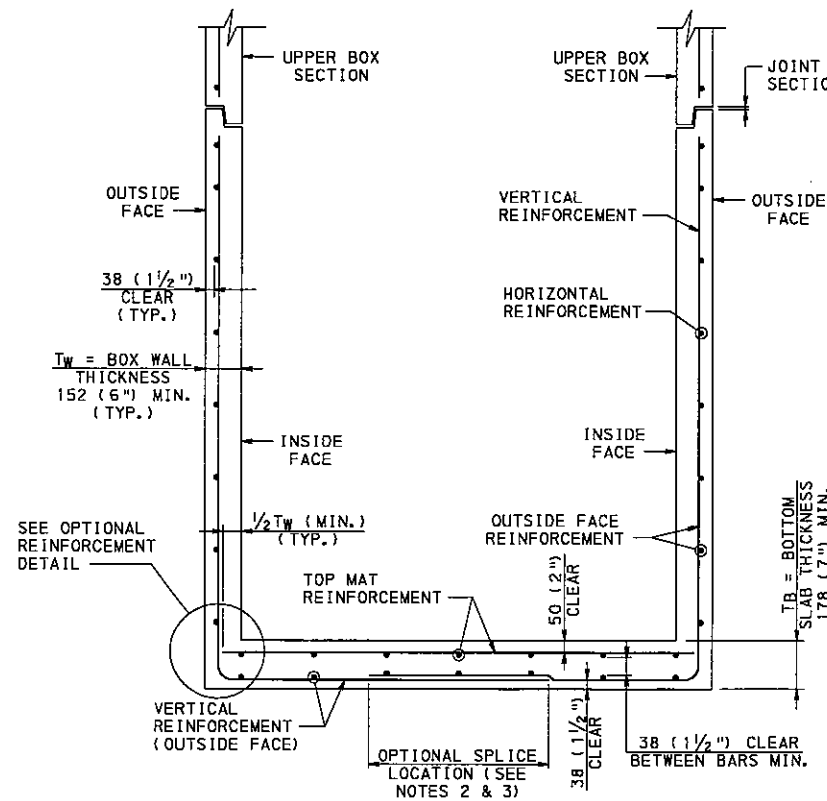 UPPER BOX
SECTION
UPPER BOX
SECTION
JOINT
SECTIO
OUTSIDE
FACE
VERTICAL
REINFORCEMENT
OUTSIDE
FACE
38 (1½")
CLEAR
(TYP.)
HORIZONTAL
REINFORCEMENT
TW = BOX WALL
THICKNESS
152 (6") MIN.
(TYP.)
INSIDE
FACE
INSIDE
FACE
SEE OPTIONAL
REINFORCEMENT
DETAIL
½TW (MIN.)
(TYP.)
OUTSIDE FACE
REINFORCEMENT
TOP MAT
REINFORCEMENT
50 (2")
CLEAR
TB = BOTTOM
SLAB THICKNESS
178 (7") MIN.
VERTICAL
REINFORCEMENT
(OUTSIDE FACE)
OPTIONAL SPLICE
LOCATION (SEE
NOTES 2 & 3)
38 (1½")
CLEAR
38 (1½") CLEAR
BETWEEN BARS MIN.